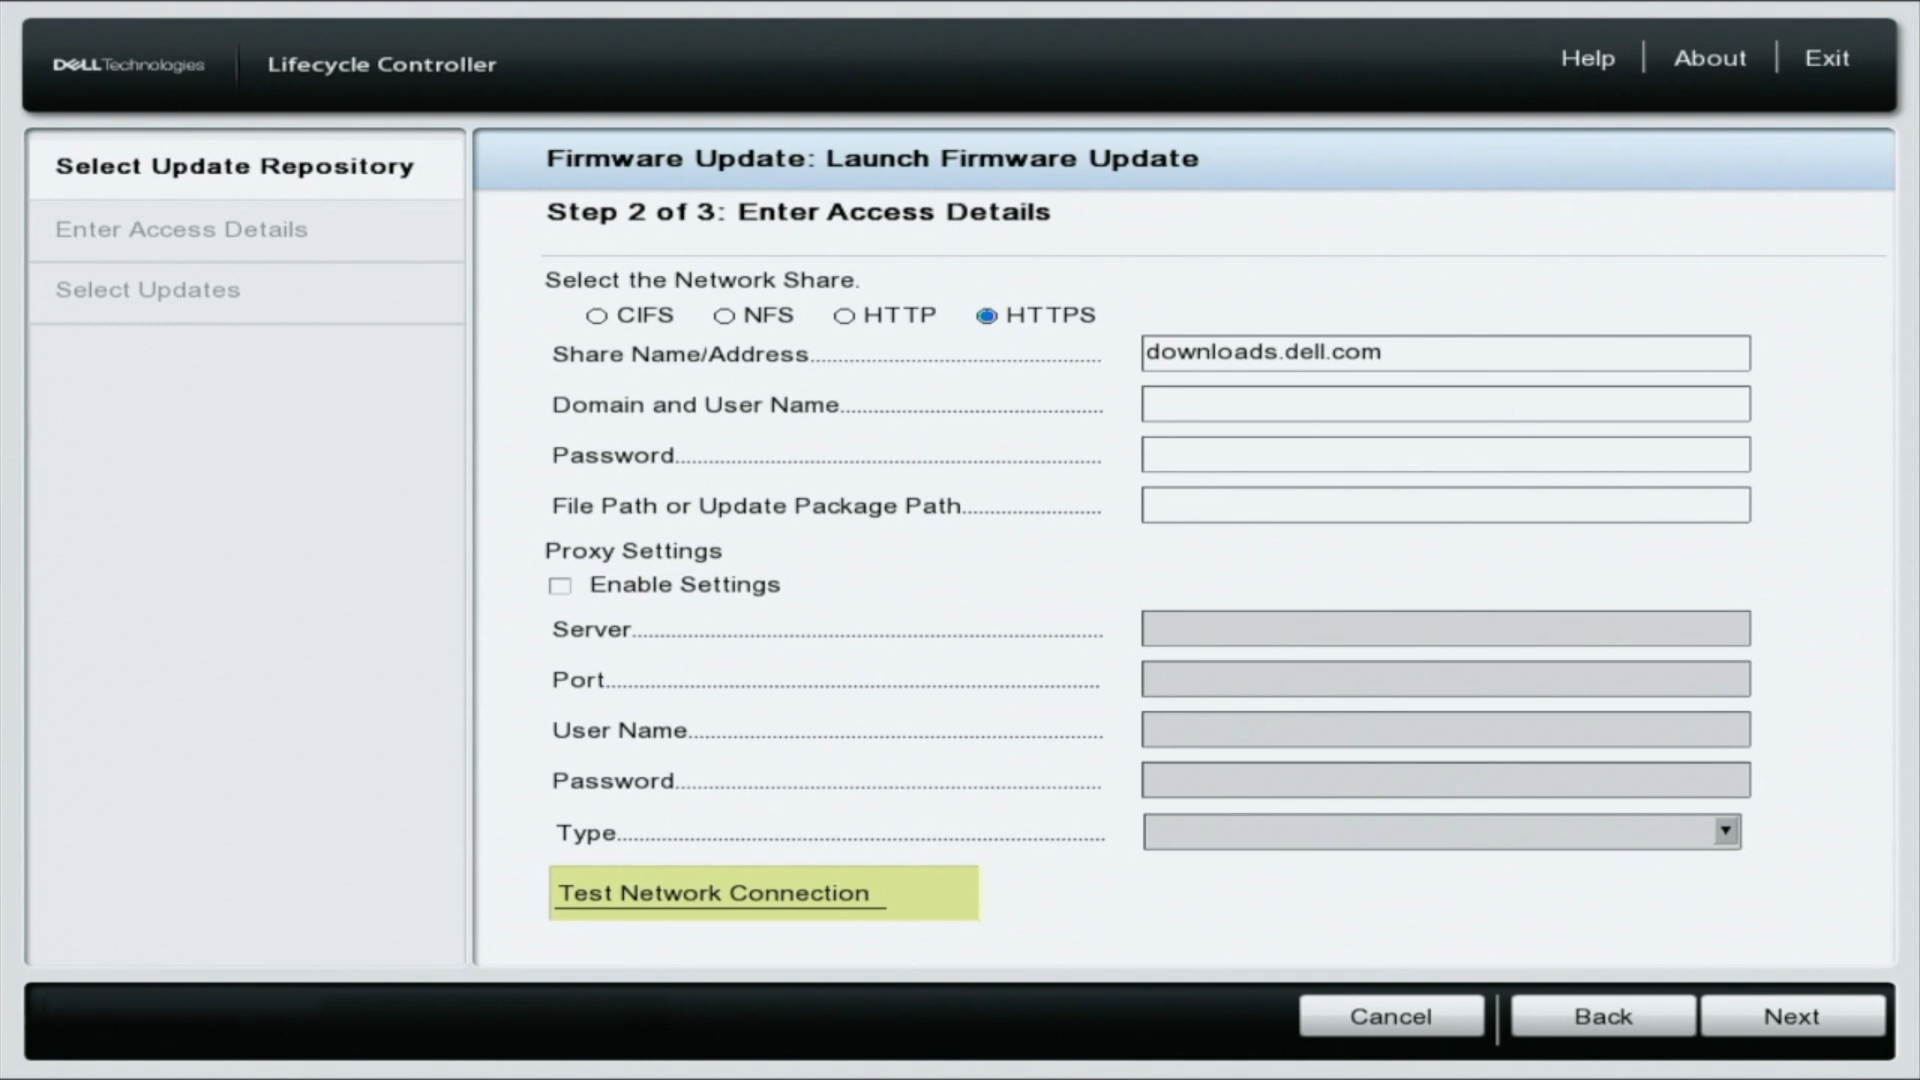 DELL Technologies
Lifecycle Controller
Help
About
Exit
Select Update Repository
Enter Access Details
Select Updates
Firmware Update: Launch Firmware Update
Step 2 of 3: Enter Access Details
Select the Network Share.
CIFS NFS HTTP HTTPS
Share Name/Address
downloads.dell.com
Domain and User Name
Password
File Path or Update Package Path
Proxy Settings
Enable Settings
Server
Port
User Name
Password
Type
Test Network Connection
Cancel
Back
Next